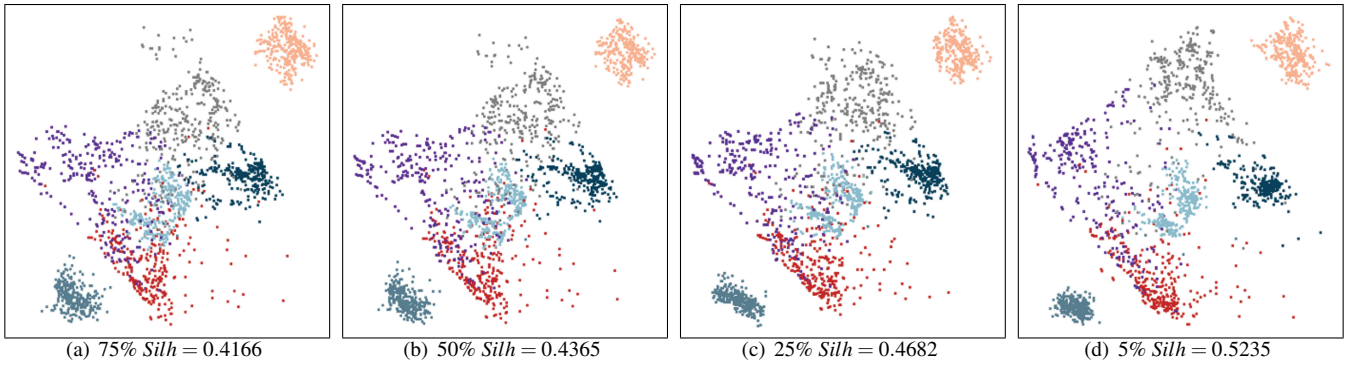 (a) 75% Silh = 0.4166
(b) 50% Silh = 0.4365
(c) 25% Silh = 0.4682
(d) 5% Silh = 0.5235